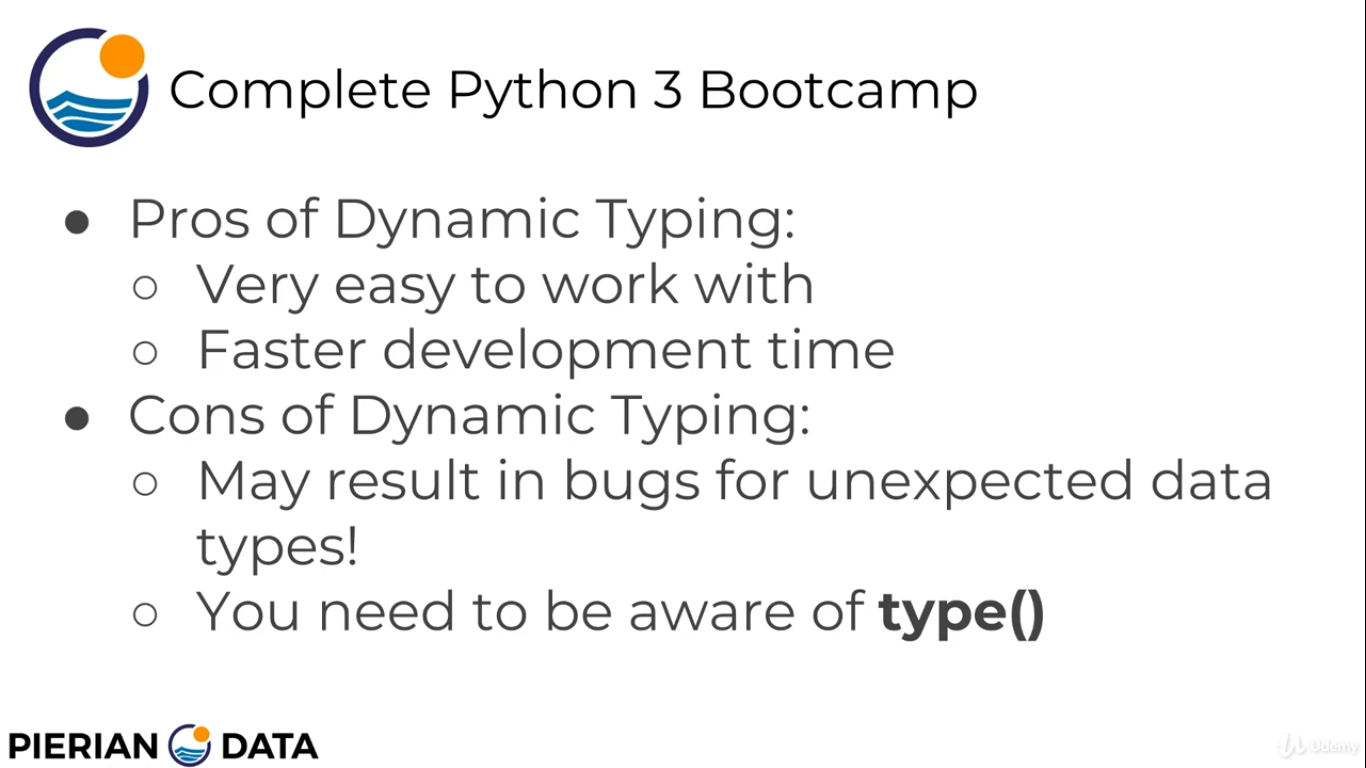 Complete Python 3 Bootcamp
● Pros of Dynamic Typing:
○ Very easy to work with
○ Faster development time
● Cons of Dynamic Typing:
○ May result in bugs for unexpected data
types!
○ You need to be aware of type()
PIERIAN DATA
Udemy